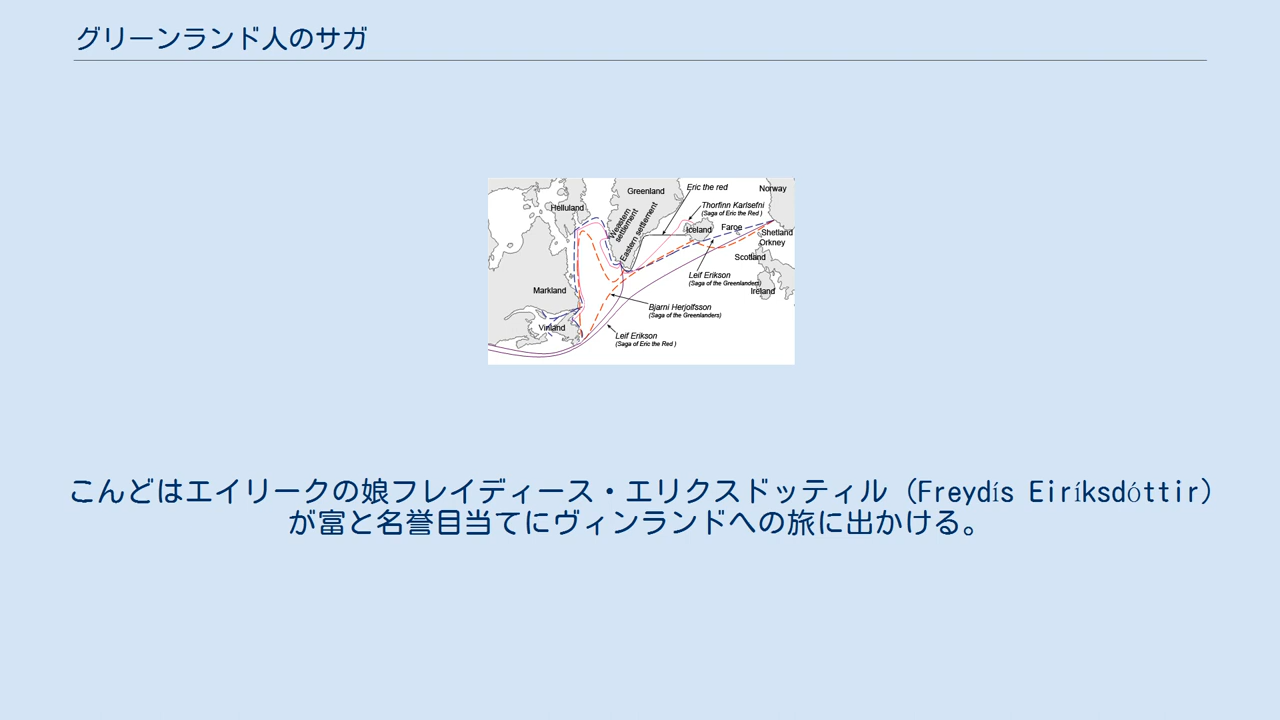 グリーンランド人のサガ
Greenland
Eric the red
Norway
Helluland
Thorfinn Karlsefni
(Saga of Eric the Red )
Western
settlement
Eastern settlement
Iceland
Faroe
Shetland
Orkney
Scotland
Leif Erikson
(Saga of the Greenlanders)
Ireland
Markland
Bjarni Herjolfsson
(Saga of the Greenlanders)
Vinland
Leif Erikson
(Saga of Eric the Red )
こんどはエイリークの娘フレイディース・エリクスドッティル（Freydís Eiríksdóttir）
が富と名誉目当てにヴィンランドへの旅に出かける。